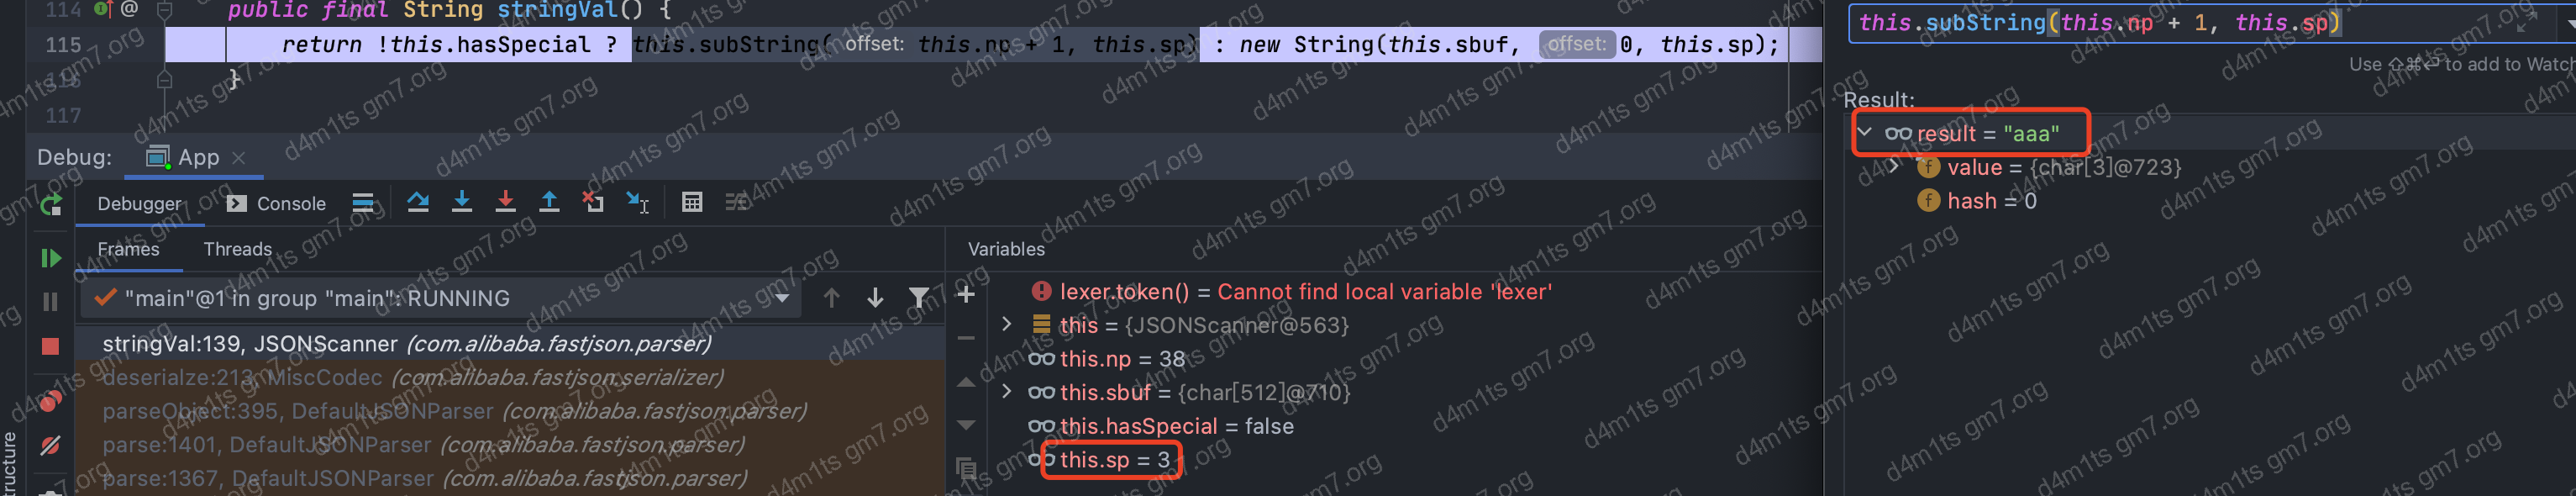 114 @ public final String stringVal() {
115 return !this.hasSpecial ? this.subString( offset: this.np + 1, this.sp) : new String(this.sbuf, offset: 0, this.sp);
116 }
117
this.subString(this.np + 1, this.sp)
Use ⇧⌘↩ to add to Watch
Result:
result = "aaa"
value = {char[3]@723}
hash = 0
Debug: App
Debugger Console
Frames Threads
Variables
"main"@1 in group "main": RUNNING
stringVal:139, JSONScanner (com.alibaba.fastjson.parser)
deserialze:213, MiscCodec (com.alibaba.fastjson.serializer)
parseObject:395, DefaultJSONParser (com.alibaba.fastjson.parser)
parse:1401, DefaultJSONParser (com.alibaba.fastjson.parser)
parse:1367, DefaultJSONParser (com.alibaba.fastjson.parser)
lexer.token() = Cannot find local variable 'lexer'
this = {JSONScanner@563}
this.np = 38
this.sbuf = {char[512]@710}
this.hasSpecial = false
this.sp = 3
ructure
d4m1ts gm7.org